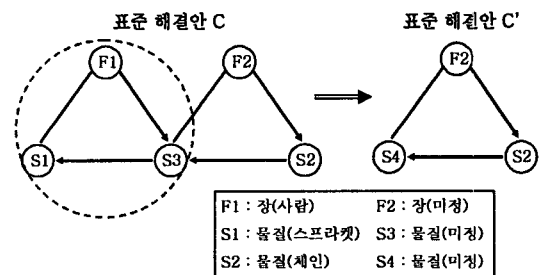 표준 해결안 C
표준 해결안 C'
F1
F2
F2
S1
S3
S2
S4
S2
F1 : 장(사람) F2 : 장(미정)
S1 : 물질(스프라켓) S3 : 물질(미정)
S2 : 물질(체인) S4 : 물질(미정)